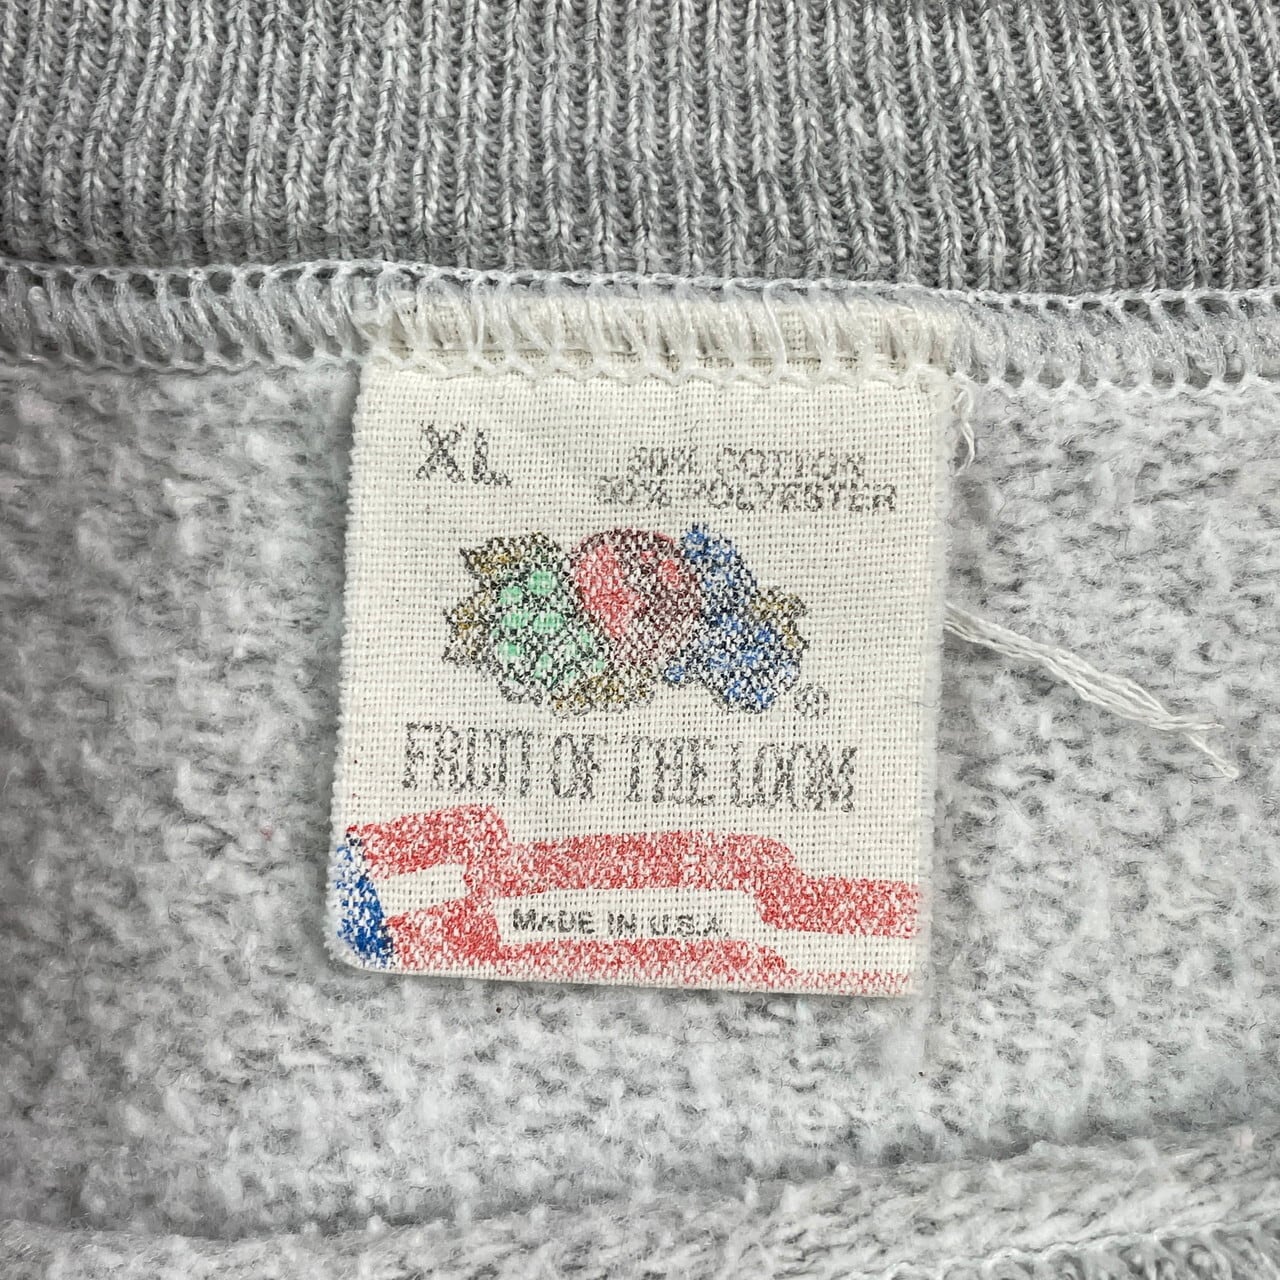 XL
50% COTTON
50% POLYESTER
®
FRUIT OF THE LOOM
MADE IN U.S.A.